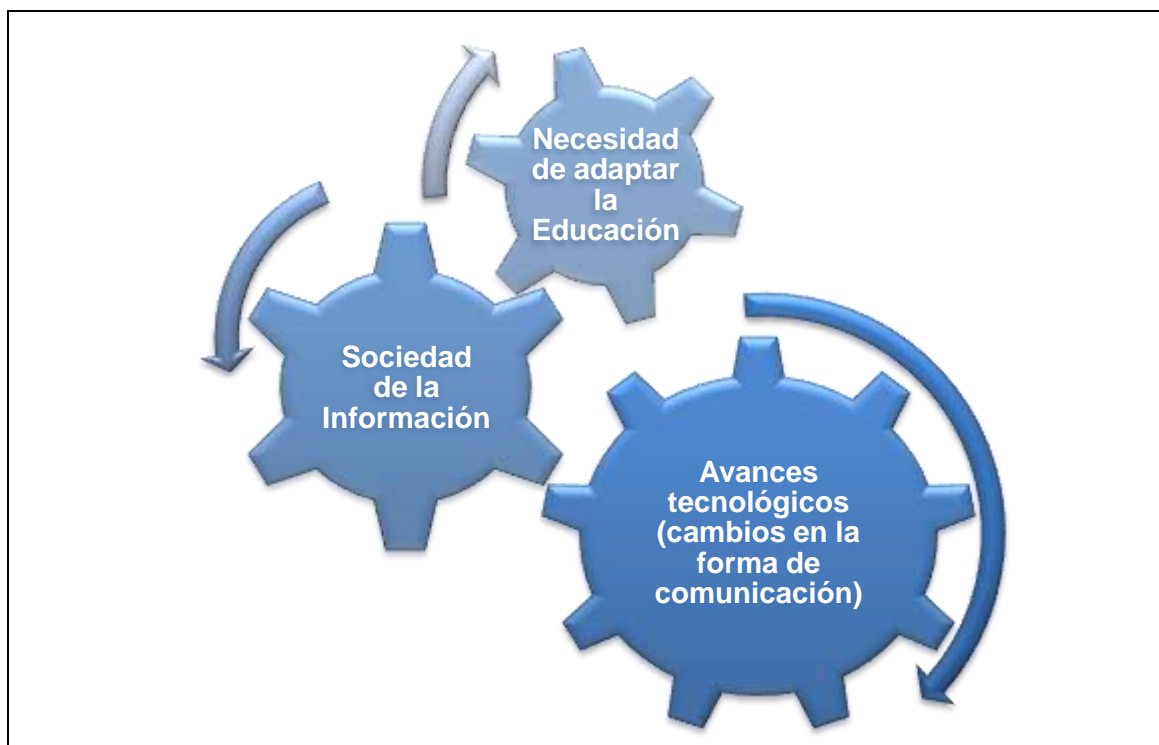 Necesidad
de adaptar
la
Educación
Sociedad
de la
Información
Avances
tecnológicos
(cambios en la
forma de
comunicación)